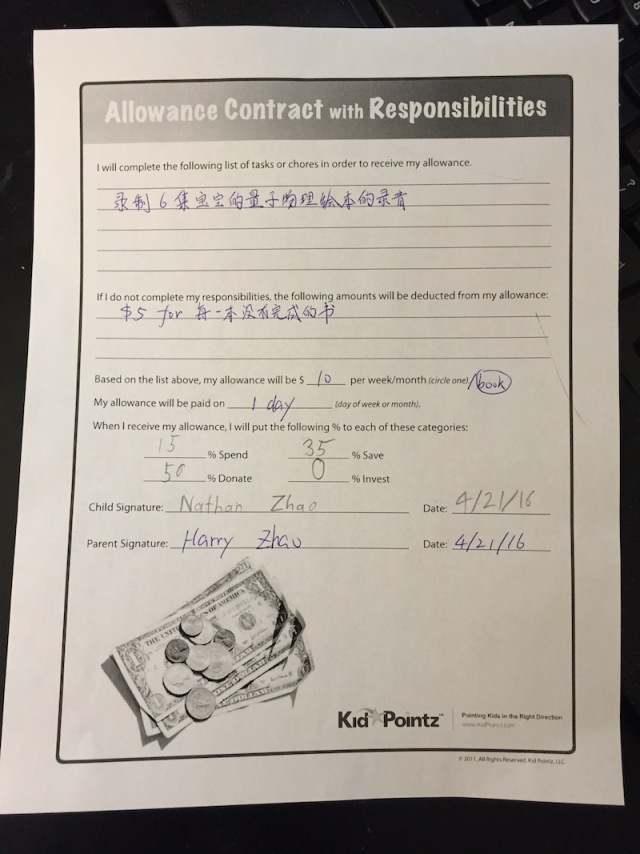 Allowance Contract with Responsibilities
I will complete the following list of tasks or chores in order to receive my allowance.
录制 6 集宝宝的量子物理绘本的录音
If I do not complete my responsibilities, the following amounts will be deducted from my allowance:
$5 for 每一本没有完成的书
Based on the list above, my allowance will be $ 10 per week/month (circle one) /book
My allowance will be paid on 1 day (day of week or month).
When I receive my allowance, I will put the following % to each of these categories:
15 % Spend 35 % Save
50 % Donate 0 % Invest
Child Signature: Nathan Zhao Date: 4/21/16
Parent Signature: Harry Zhao Date: 4/21/16
THE UNITED STATES OF AMERICA
Kid Pointz™ Pointing Kids in the Right Direction
www.KidPointz.com
© 2011, All Rights Reserved. Kid Pointz, LLC.